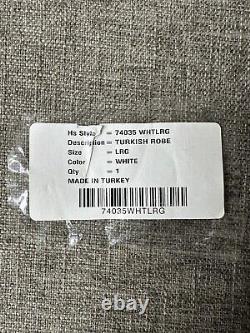 Hs Style = 74035 WHTLRG
Description = TURKISH ROBE
Size = LRG
Color = WHITE
Qty = 1
MADE IN TURKEY
74035WHTLRG